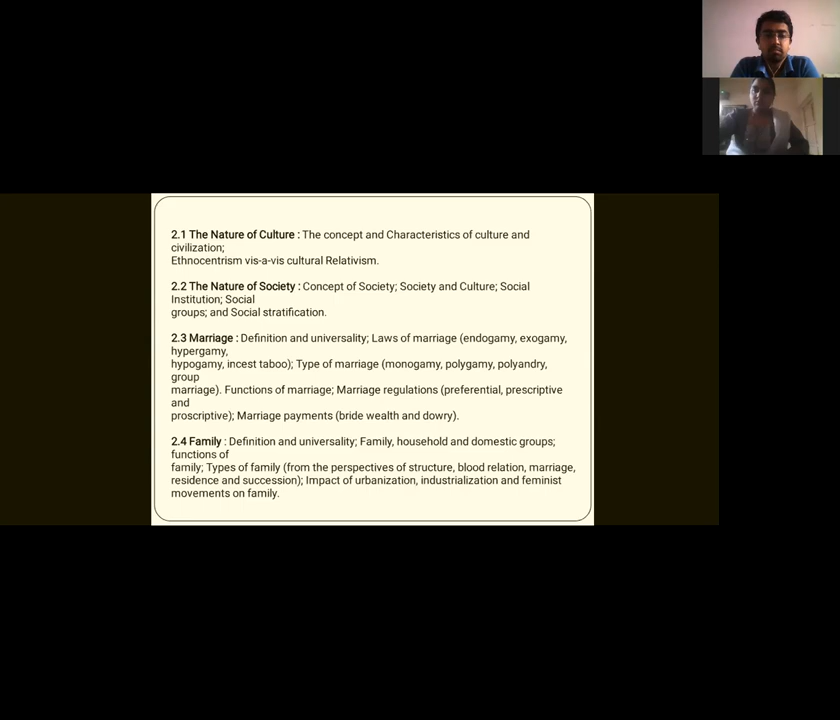 2.1 The Nature of Culture : The concept and Characteristics of culture and
civilization;
Ethnocentrism vis-a-vis cultural Relativism.
2.2 The Nature of Society : Concept of Society; Society and Culture; Social
Institution; Social
groups; and Social stratification.
2.3 Marriage : Definition and universality; Laws of marriage (endogamy, exogamy,
hypergamy,
hypogamy, incest taboo); Type of marriage (monogamy, polygamy, polyandry,
group
marriage). Functions of marriage; Marriage regulations (preferential, prescriptive
and
proscriptive); Marriage payments (bride wealth and dowry).
2.4 Family : Definition and universality; Family, household and domestic groups;
functions of
family; Types of family (from the perspectives of structure, blood relation, marriage,
residence and succession); Impact of urbanization, industrialization and feminist
movements on family.